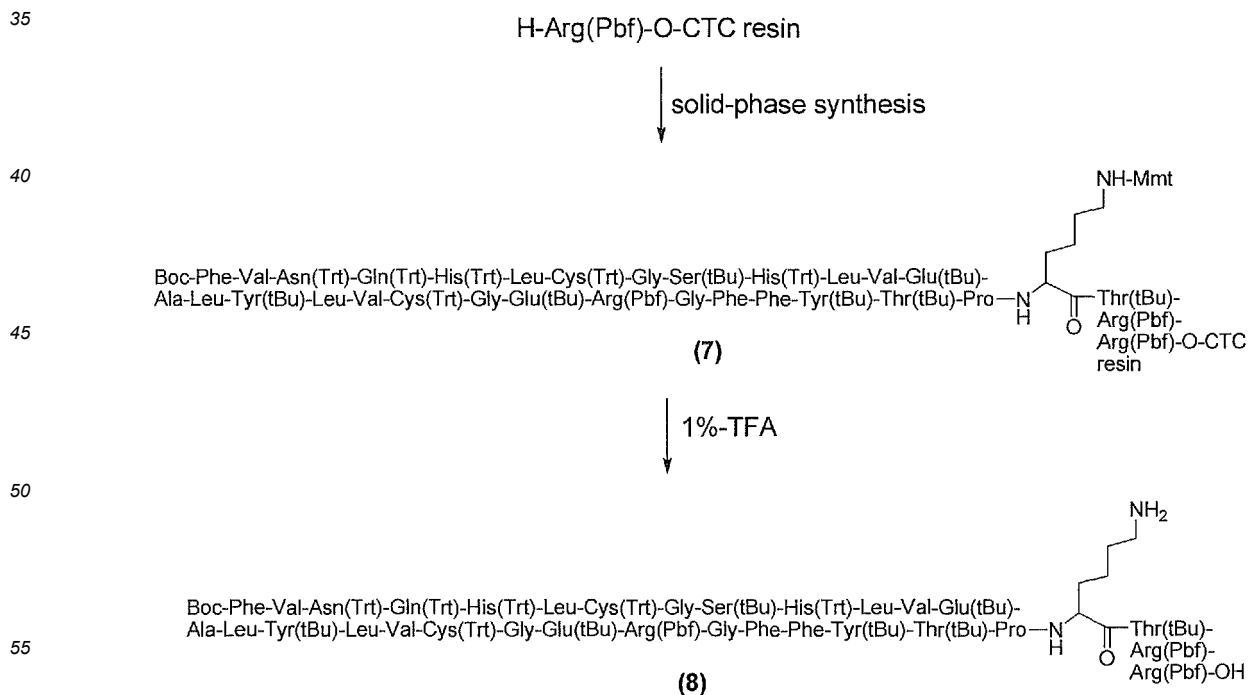 35
H-Arg(Pbf)-O-CTC resin
solid-phase synthesis
40
NH-Mmt
Boc-Phe-Val-Asn(Trt)-Gln(Trt)-His(Trt)-Leu-Cys(Trt)-Gly-Ser(tBu)-His(Trt)-Leu-Val-Glu(tBu)-
Ala-Leu-Tyr(tBu)-Leu-Val-Cys(Trt)-Gly-Glu(tBu)-Arg(Pbf)-Gly-Phe-Phe-Tyr(tBu)-Thr(tBu)-Pro
N
H
O
Thr(tBu)-
Arg(Pbf)-
Arg(Pbf)-O-CTC
resin
45
(7)
1%-TFA
50
NH2
Boc-Phe-Val-Asn(Trt)-Gln(Trt)-His(Trt)-Leu-Cys(Trt)-Gly-Ser(tBu)-His(Trt)-Leu-Val-Glu(tBu)-
Ala-Leu-Tyr(tBu)-Leu-Val-Cys(Trt)-Gly-Glu(tBu)-Arg(Pbf)-Gly-Phe-Phe-Tyr(tBu)-Thr(tBu)-Pro
N
H
O
Thr(tBu)-
Arg(Pbf)-
Arg(Pbf)-OH
55
(8)